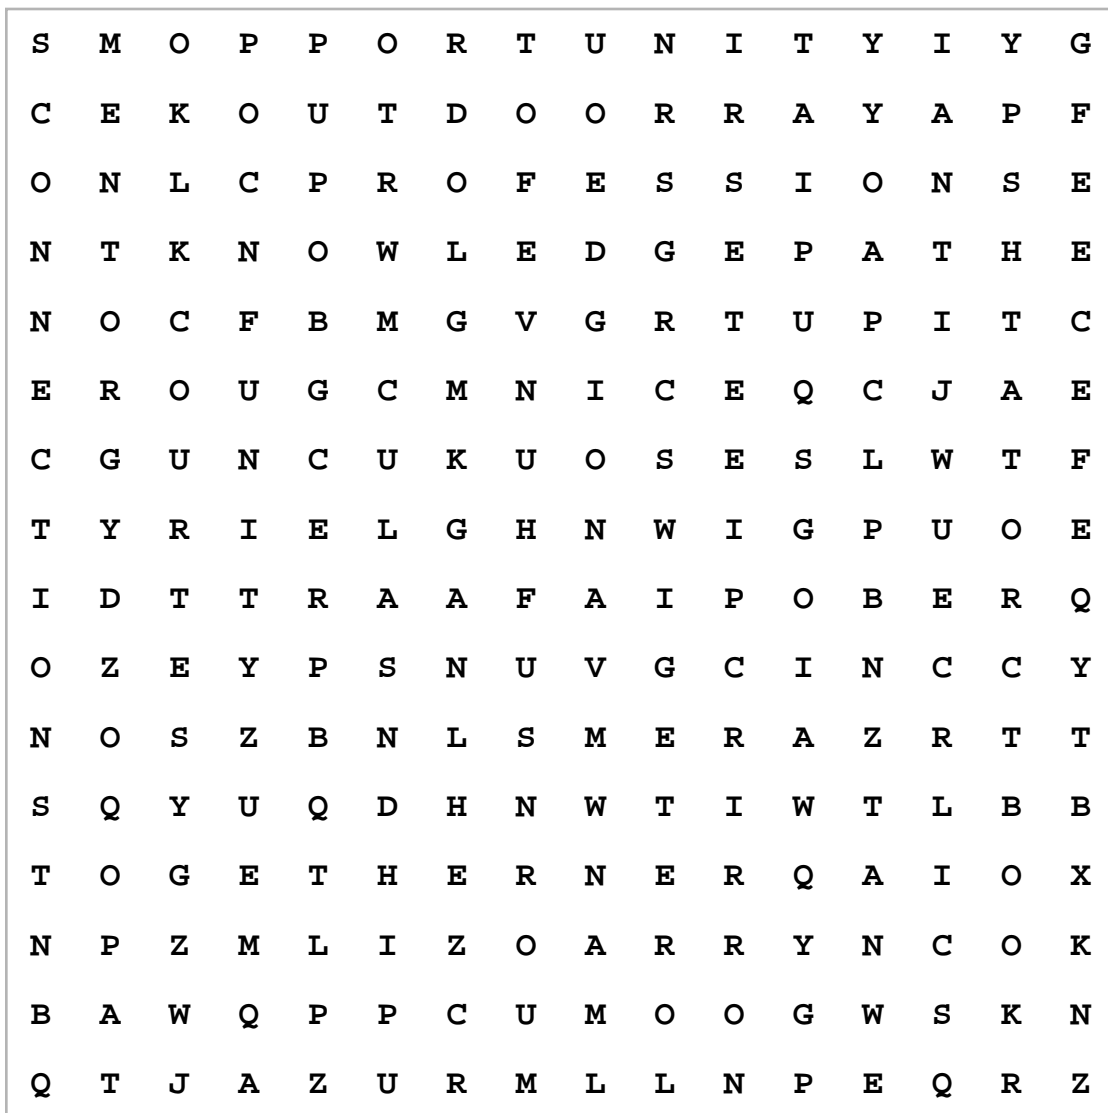 S M O P P O R T U N I T Y I Y G
C E K O U T D O O R R A Y A P F
O N L C P R O F E S S I O N S E
N T K N O W L E D G E P A T H E
N O C F B M G V G R T U P I T C
E R O U G C M N I C E Q C J A E
C G U N C U K U O S E S L W T F
T Y R I E L G H N W I G P U O E
I D T T R A A F A I P O B E R Q
O Z E Y P S N U V G C I N C C Y
N O S Z B N L S M E R A Z R T T
S Q Y U Q D H N W T I W T L B B
T O G E T H E R N E R Q A I O X
N P Z M L I Z O A R R Y N C O K
B A W Q P P C U M O O G W S K N
Q T J A Z U R M L L N P E Q R Z